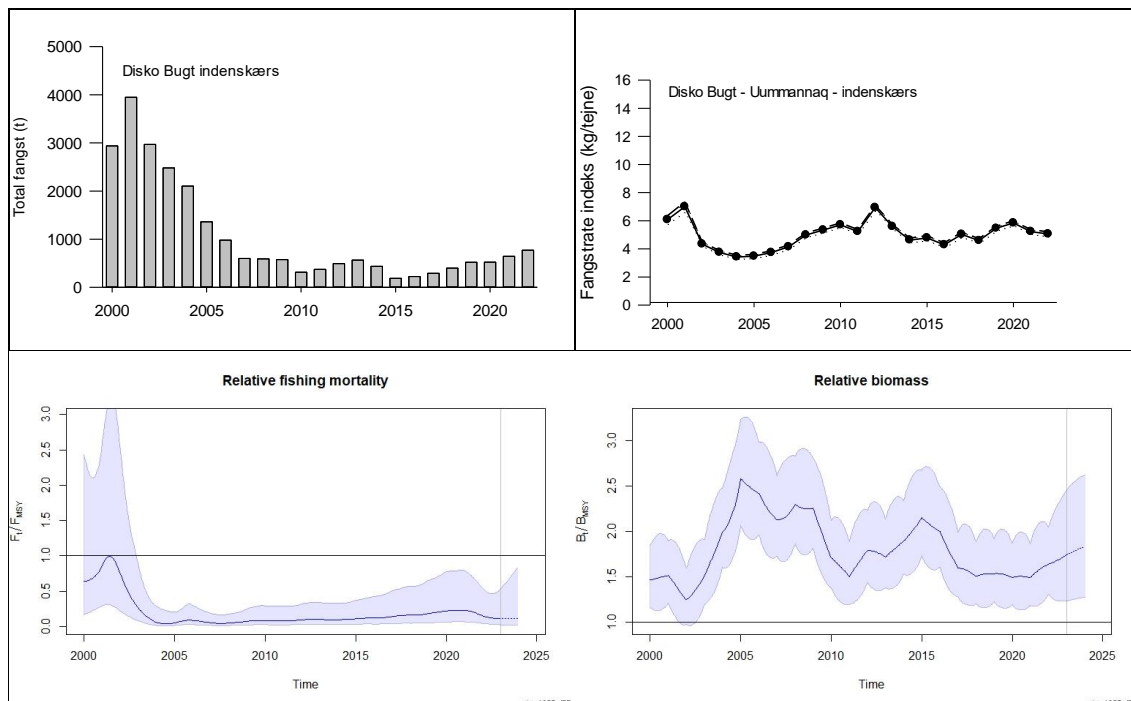 5000
4000
3000
2000
1000
0
Total fangst (t)
Disko Bugt indenskærs
2000 2005 2010 2015 2020
16
14
12
10
8
6
4
2
0
Fangstrate indeks (kg/tejne)
Disko Bugt - Uummannaq - indenskærs
2000 2005 2010 2015 2020
Relative fishing mortality
3.0
2.5
2.0
1.5
1.0
0.5
0.0
Ft/FMSY
2000 2005 2010 2015 2020 2025
Time
Relative biomass
3.0
2.5
2.0
1.5
1.0
Bt/BMSY
2000 2005 2010 2015 2020 2025
Time